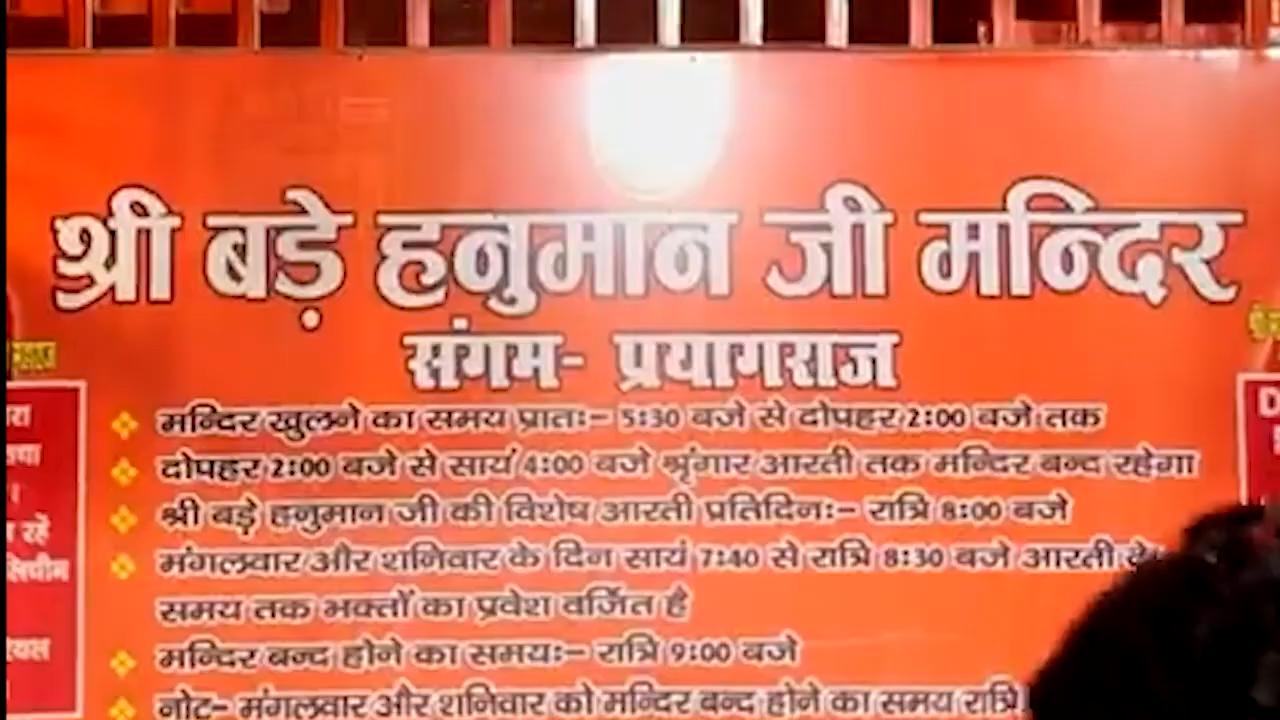 श्री बड़े हनुमान जी मन्दिर
संगम- प्रयागराज
मन्दिर खुलने का समय प्रातः- 5:30 बजे से दोपहर 2:00 बजे तक
दोपहर 2:00 बजे से सायं 4:00 बजे श्रृंगार आरती तक मन्दिर बन्द रहेगा
श्री बड़े हनुमान जी की विशेष आरती प्रतिदिनः- रात्रि 8:00 बजे
मंगलवार और शनिवार के दिन सायं 7:40 से रात्रि 8:30 बजे आरती
समय तक भक्तों का प्रवेश वर्जित है
मन्दिर बन्द होने का समयः- रात्रि 9:00 बजे
नोट- मंगलवार और शनिवार को मन्दिर बन्द होने का समय रात्रि
रहें